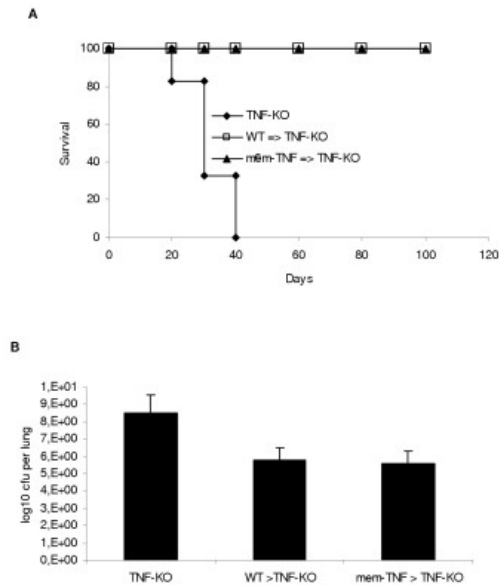 A
100
80
60
40
20
0
Survival
TNF-KO
WT => TNF-KO
mem-TNF => TNF-KO
0 20 40 60 80 100 120
Days
B
1,E+01
9,E+00
8,E+00
7,E+00
6,E+00
5,E+00
4,E+00
3,E+00
2,E+00
1,E+00
0,E+00
log10 cfu per lung
TNF-KO WT >TNF-KO mem-TNF > TNF-KO